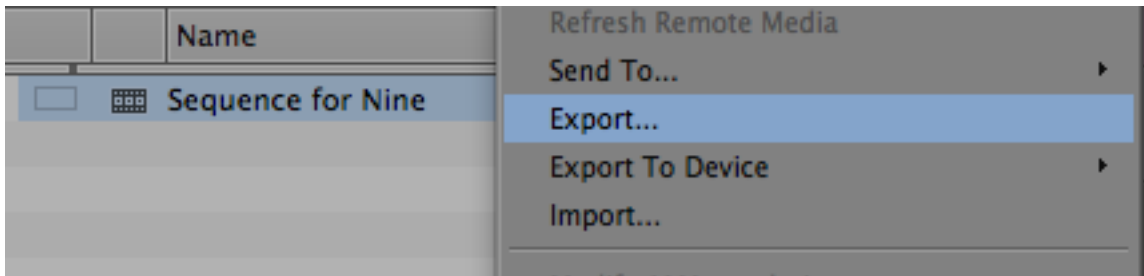 Name
Sequence for Nine
Refresh Remote Media
Send To...
Export...
Export To Device
Import...